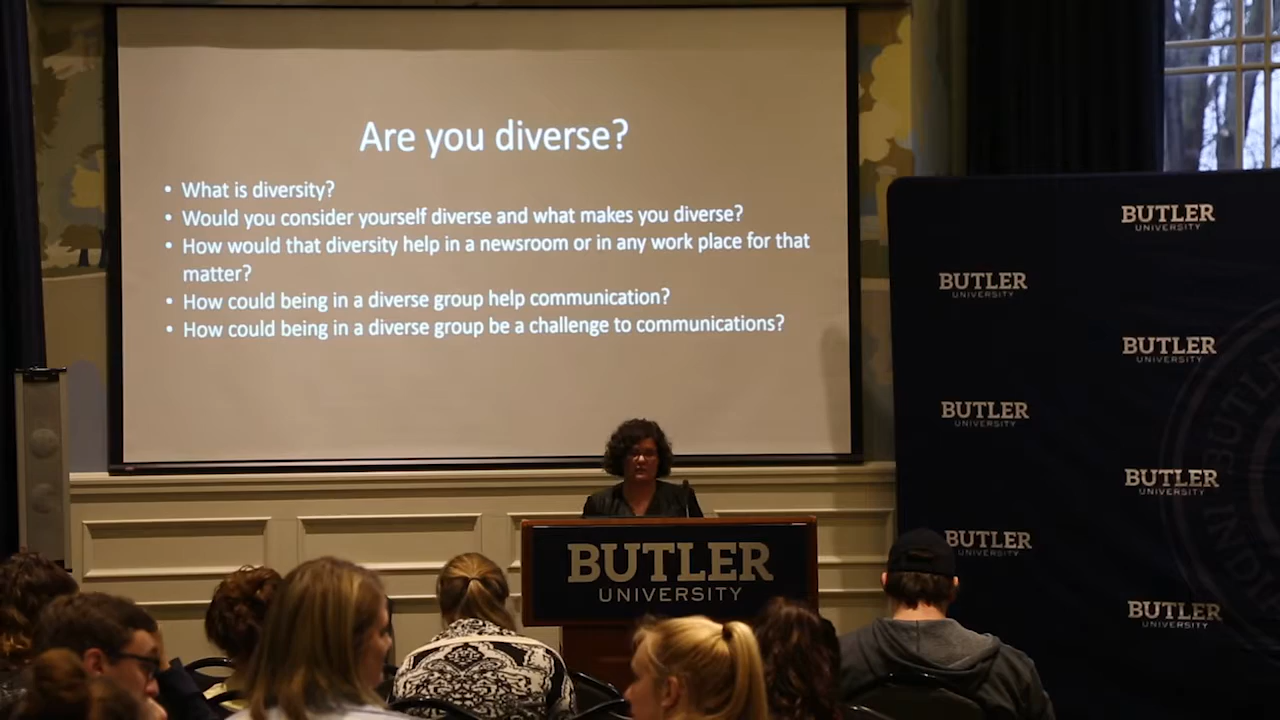 Are you diverse?
• What is diversity?
• Would you consider yourself diverse and what makes you diverse?
• How would that diversity help in a newsroom or in any work place for that
matter?
• How could being in a diverse group help communication?
• How could being in a diverse group be a challenge to communications?
BUTLER
UNIVERSITY
BUTLER
UNIVERSITY
BUTLER
UNIVERSITY
BUTLER
UNIVERSITY
BUTLER
UNIVERSITY
BUTLER
UNIVERSITY
BUTLER
UNIVERSITY
BUTLER
UNIVERSITY